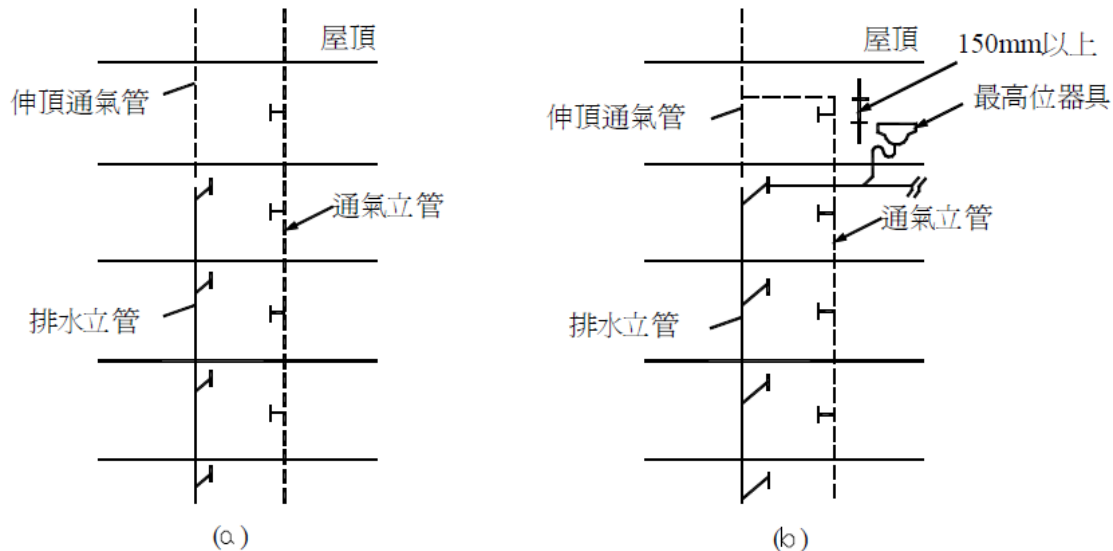 屋頂
伸頂通氣管
通氣立管
排水立管
(a)
屋頂
150mm以上
最高位器具
伸頂通氣管
通氣立管
排水立管
(b)